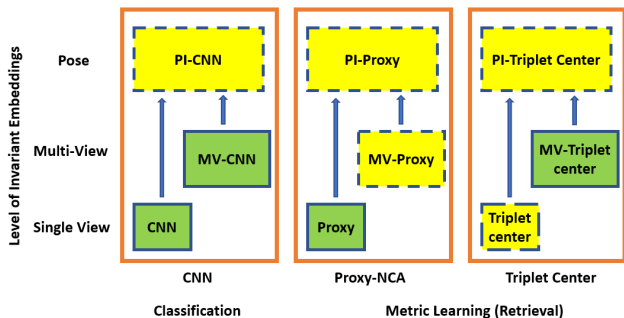 Level of Invariant Embeddings
Pose
PI-CNN
PI-Proxy
PI-Triplet Center
Multi-View
MV-CNN
MV-Proxy
MV-Triplet
center
Single View
CNN
Proxy
Triplet
center
CNN
Proxy-NCA
Triplet Center
Classification
Metric Learning (Retrieval)